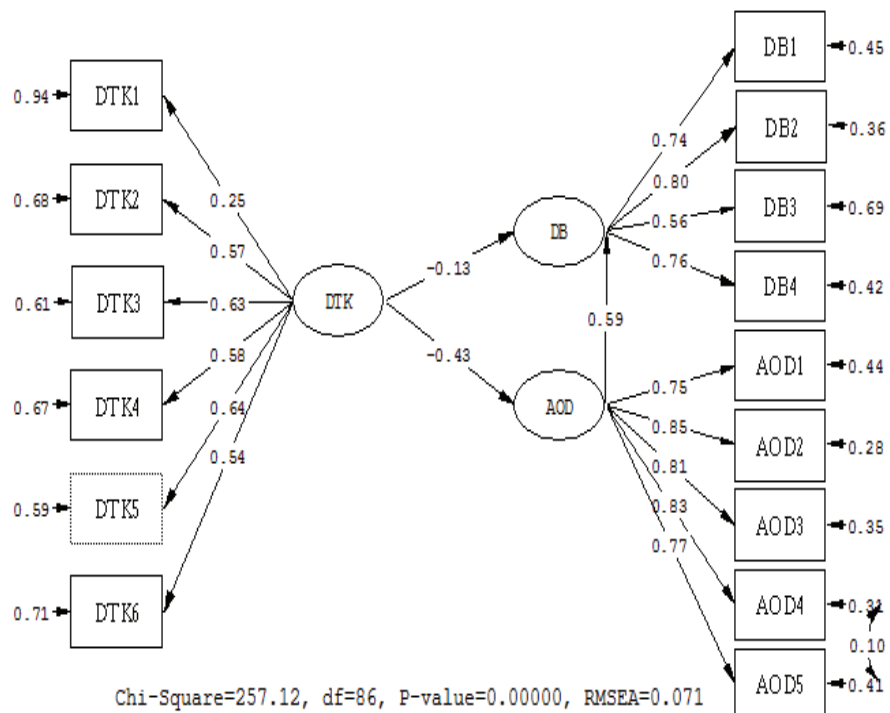 0.94
DTK1
0.68
DTK2
0.61
DTK3
0.67
DTK4
0.59
DTK5
0.71
DTK6
0.25
0.57
0.63
0.58
0.64
0.54
DTK
-0.13
-0.43
DB
0.59
AOD
0.74
0.80
0.56
0.76
0.75
0.85
0.81
0.83
0.77
DB1
0.45
DB2
0.36
DB3
0.69
DB4
0.42
AOD1
0.44
AOD2
0.28
AOD3
0.35
AOD4
0.31
0.10
AOD5
0.41
Chi-Square=257.12, df=86, P-value=0.00000, RMSEA=0.071